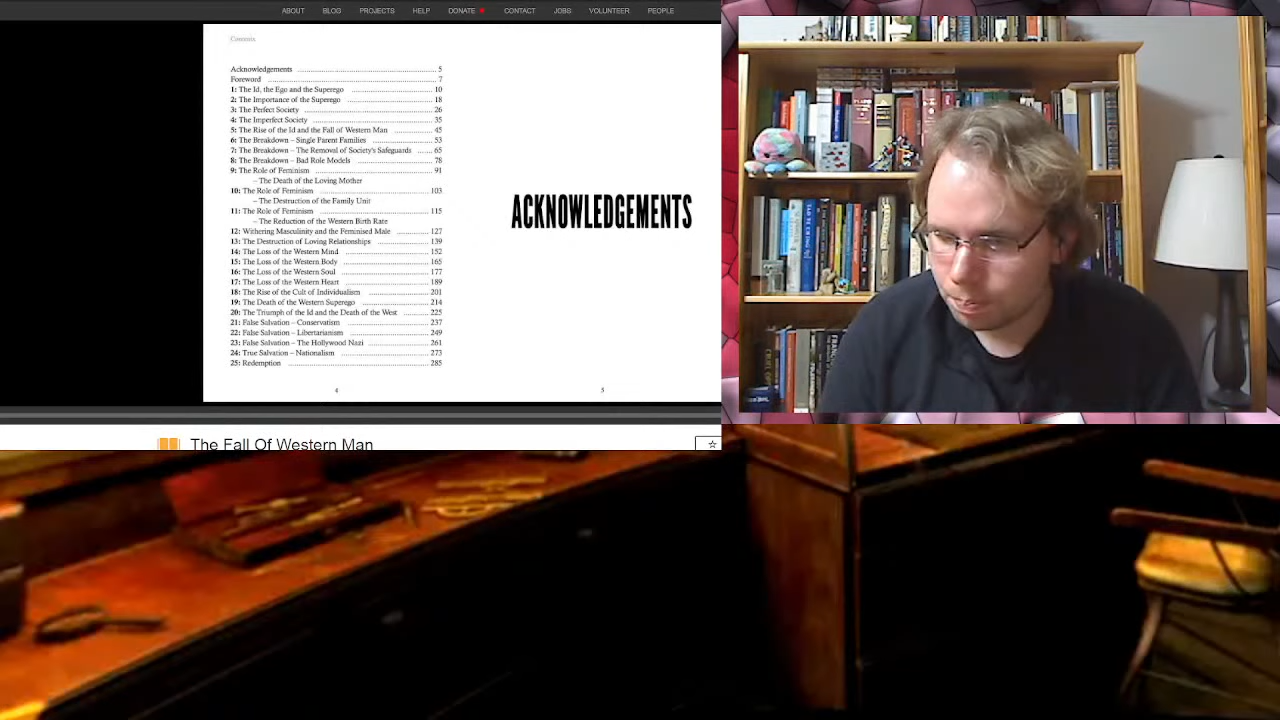 ABOUT BLOG PROJECTS HELP DONATE CONTACT JOBS VOLUNTEER PEOPLE
Contents
Acknowledgements 5
Foreword 7
1: The Id, the Ego and the Superego 10
2: The Importance of the Superego 18
3: The Perfect Society 26
4: The Imperfect Society 35
5: The Rise of the Id and the Fall of Western Man 45
6: The Breakdown – Single Parent Families 53
7: The Breakdown – The Removal of Society's Safeguards 65
8: The Breakdown – Bad Role Models 78
9: The Role of Feminism 91
– The Death of the Loving Mother
10: The Role of Feminism 103
– The Destruction of the Family Unit
11: The Role of Feminism 115
– The Reduction of the Western Birth Rate
12: Withering Masculinity and the Feminised Male 127
13: The Destruction of Loving Relationships 139
14: The Loss of the Western Mind 152
15: The Loss of the Western Body 165
16: The Loss of the Western Soul 177
17: The Loss of the Western Heart 189
18: The Rise of the Cult of Individualism 201
19: The Death of the Western Superego 214
20: The Triumph of the Id and the Death of the West 225
21: False Salvation – Conservatism 237
22: False Salvation – Libertarianism 249
23: False Salvation – The Hollywood Nazi 261
24: True Salvation – Nationalism 273
25: Redemption 285
4
ACKNOWLEDGEMENTS
5
The Fall Of Western Man